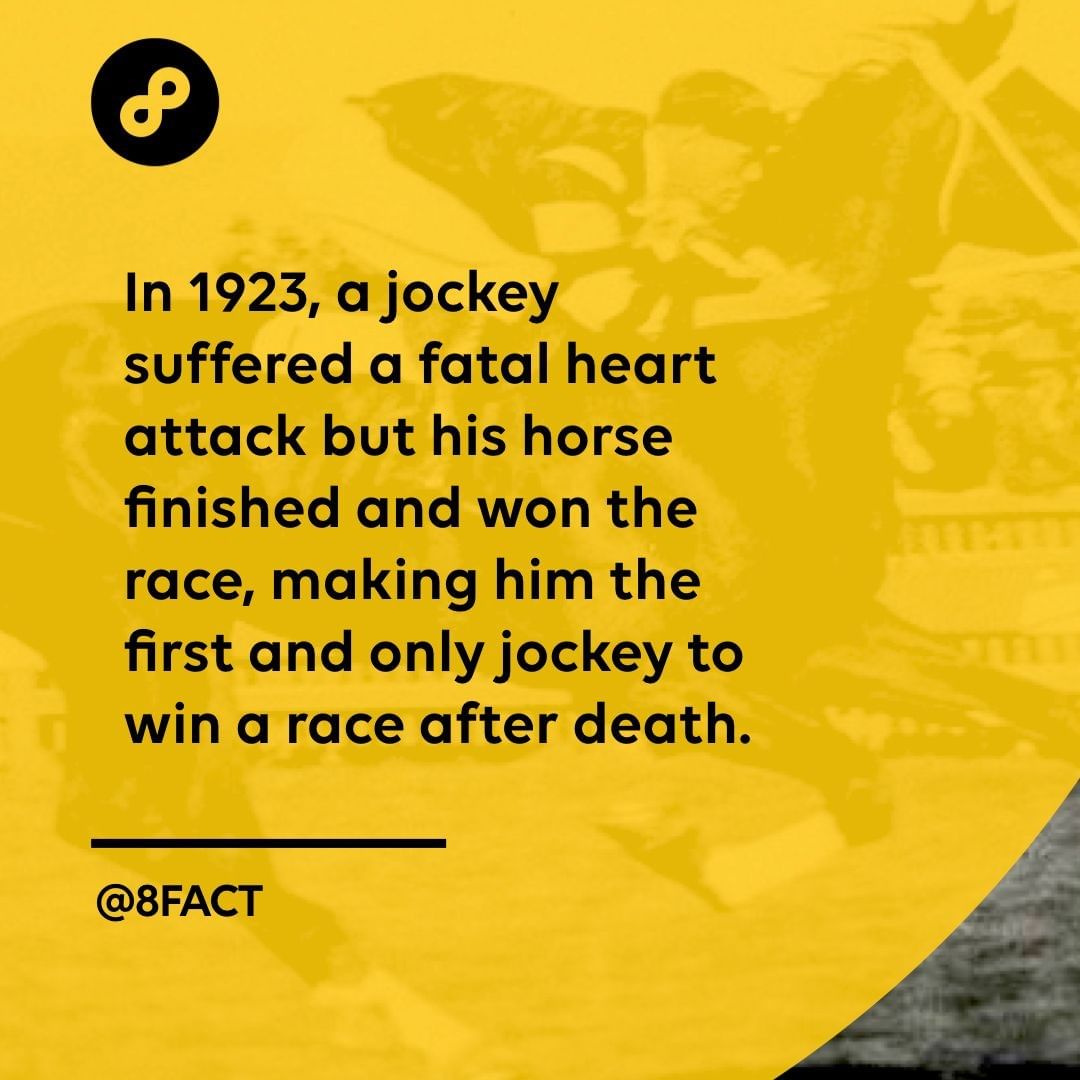 In 1923, a jockey
suffered a fatal heart
attack but his horse
finished and won the
race, making him the
first and only jockey to
win a race after death.
@8FACT